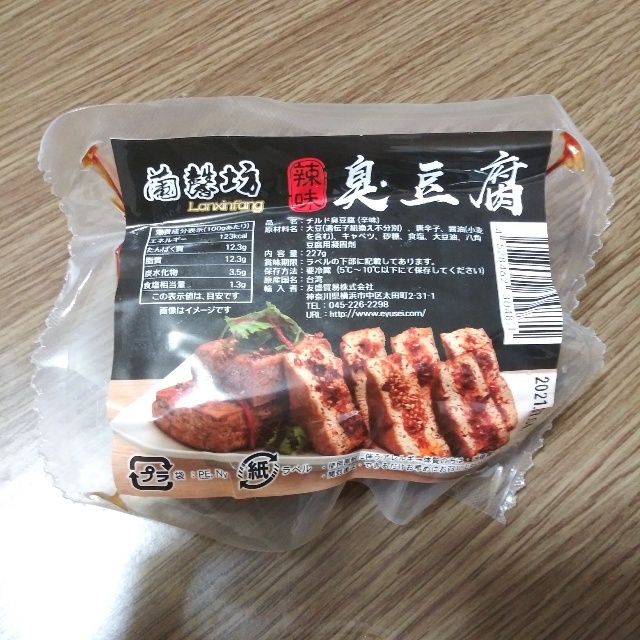 蘭馨坊
Lanxinfang
辣味
臭豆腐
栄養成分表示(100gあたり)
エネルギー 123kcal
たんぱく質 12.3g
脂質 12.3g
炭水化物 3.5g
食塩相当量 1.3g
この表示値は、目安です
画像はイメージです
品名:チルド臭豆腐(辛味)
原材料名:大豆(遺伝子組換え不分別)、唐辛子、醤油(小麦
を含む)、キャベツ、砂糖、食塩、大豆油、八角
豆腐用凝固剤
内容量:227g
賞味期限:ラベルの下部に記載してあります。
保存方法:要冷蔵(5℃~10℃以下にて保存してください)
原産国名:台湾
輸入者:友盛貿易株式会社
神奈川県横浜市中区太田町2-31-1
TEL:045-226-2298
URL:http://www.eyusei.com/
2021
プラ 袋:PE.Ny 紙 ラベル